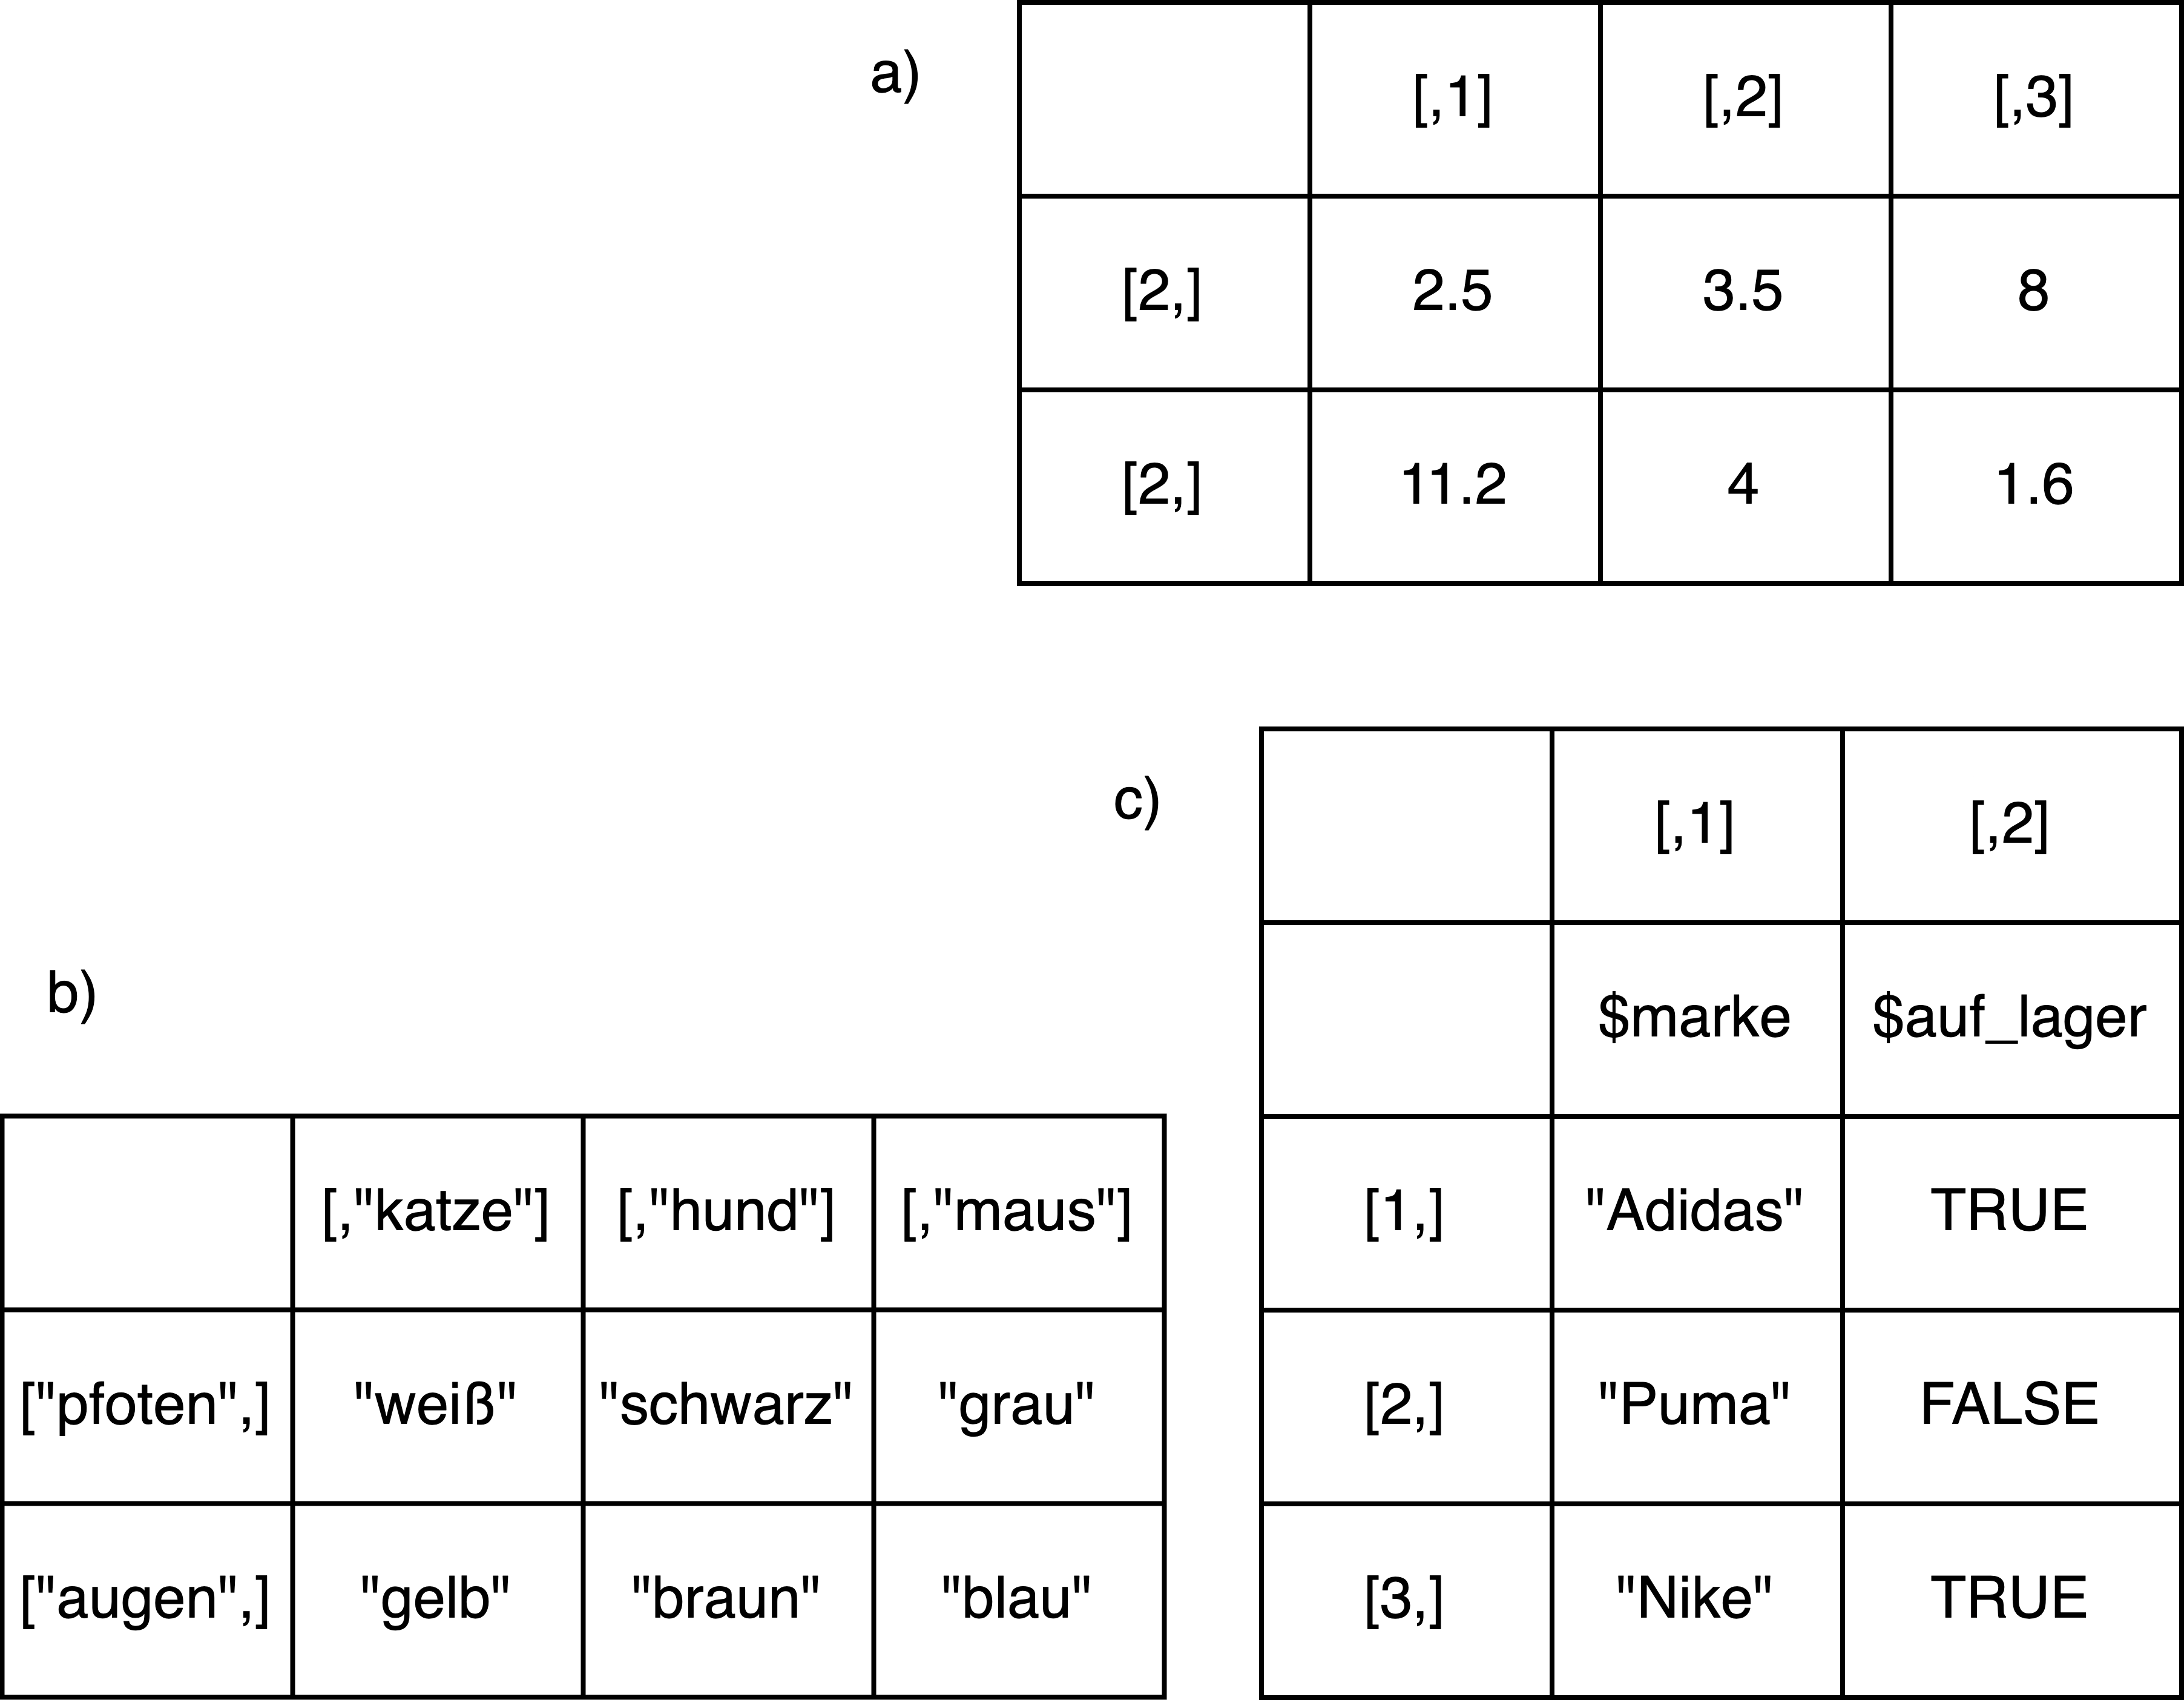 a)
[,1] [,2] [,3]
[2,] 2.5 3.5 8
[2,] 11.2 4 1.6
b)
[,"katze"] [,"hund"] [,"maus"]
["pfoten",] "weiß" "schwarz" "grau"
["augen",] "gelb" "braun" "blau"
c)
[,1] [,2]
$marke $auf_lager
[1,] "Adidas" TRUE
[2,] "Puma" FALSE
[3,] "Nike" TRUE